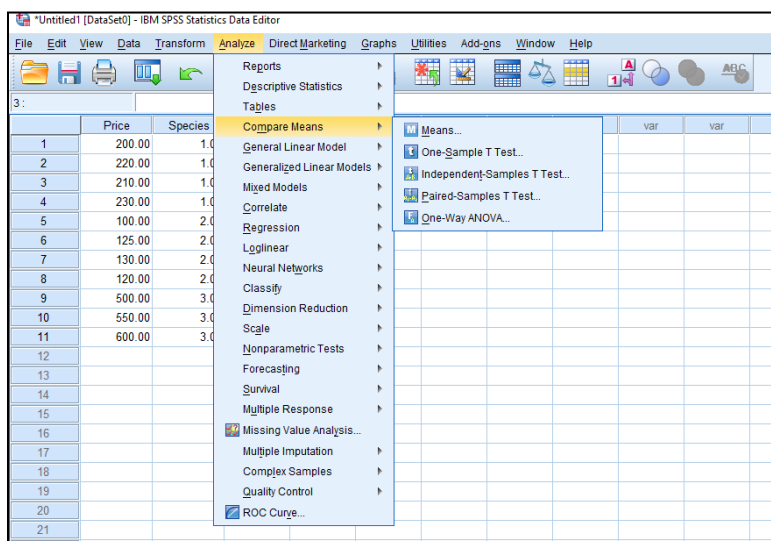 *Untitled1 [DataSet0] - IBM SPSS Statistics Data Editor
File Edit View Data Transform Analyze Direct Marketing Graphs Utilities Add-ons Window Help
3 :
Price Species var var
1 200.00 1.0
2 220.00 1.0
3 210.00 1.0
4 230.00 1.0
5 100.00 2.0
6 125.00 2.0
7 130.00 2.0
8 120.00 2.0
9 500.00 3.0
10 550.00 3.0
11 600.00 3.0
12
13
14
15
16
17
18
19
20
21
Reports
Descriptive Statistics
Tables
Compare Means
General Linear Model
Generalized Linear Models
Mixed Models
Correlate
Regression
Loglinear
Neural Networks
Classify
Dimension Reduction
Scale
Nonparametric Tests
Forecasting
Survival
Multiple Response
Missing Value Analysis...
Multiple Imputation
Complex Samples
Quality Control
ROC Curve...
Means...
One-Sample T Test...
Independent-Samples T Test...
Paired-Samples T Test...
One-Way ANOVA...